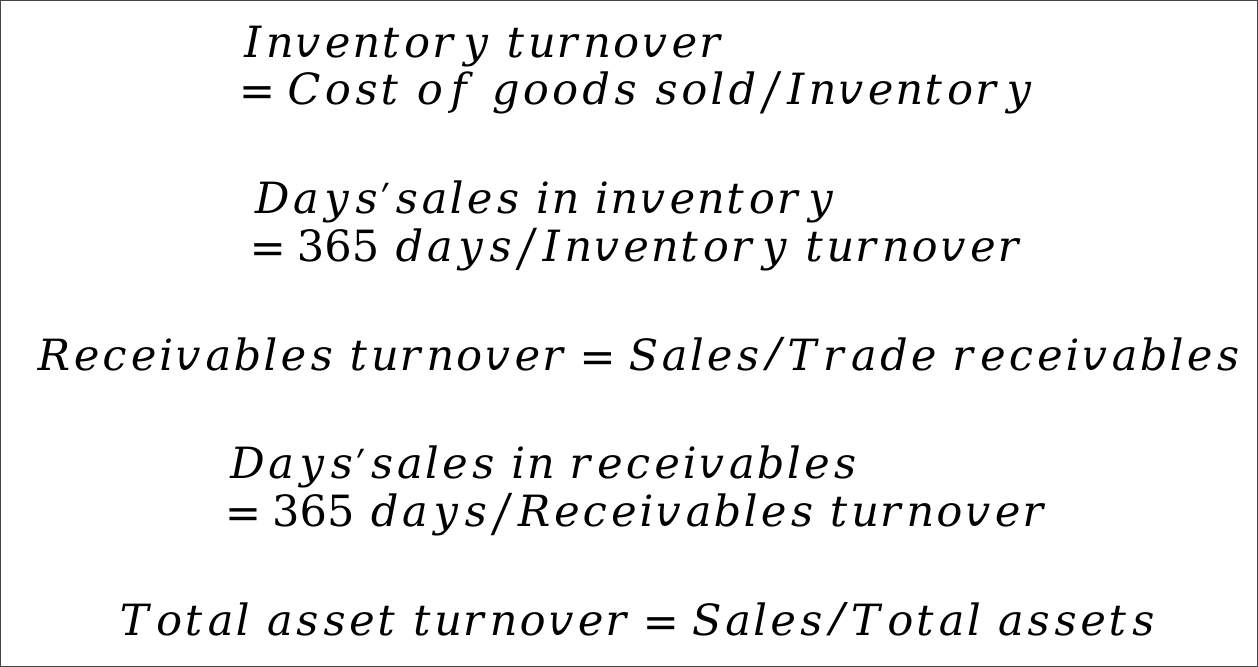 Inventory turnover
= Cost of goods sold/Inventory
Days′sales in inventory
= 365 days/Inventory turnover
Receivables turnover = Sales/Trade receivables
Days′sales in receivables
= 365 days/Receivables turnover
Total asset turnover = Sales/Total assets